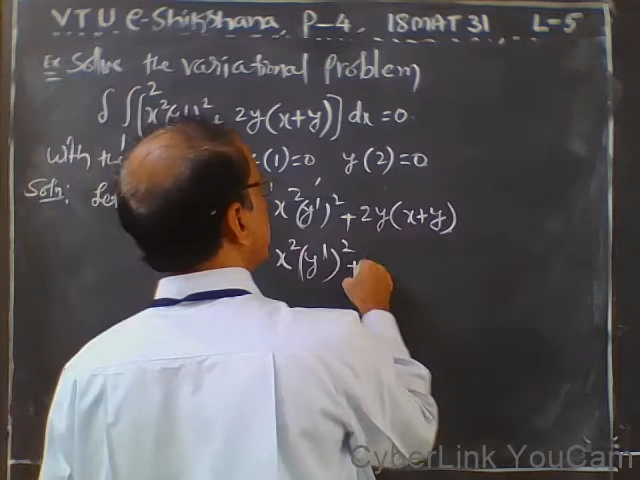 VTU e-Shikshana P-4. 18MAT31 L-5
Ex Solve the variational Problem
δ∫[x²(y')² + 2y(x+y)]dx=0
with the (1)=0 y(2)=0
Soln: Let x²(y')²+2y(x+y)
x²(y')²+
CyberLink YouCam